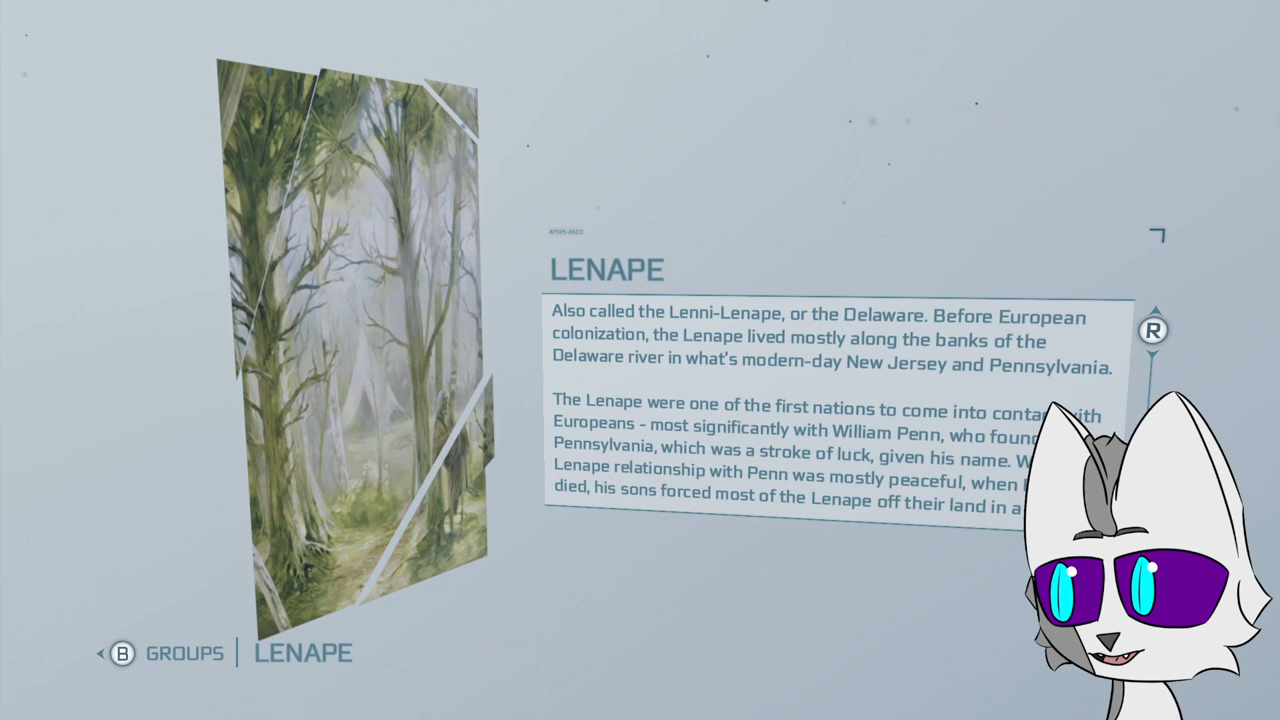 LENAPE
Also called the Lenni-Lenape, or the Delaware. Before European
colonization, the Lenape lived mostly along the banks of the
Delaware river in what's modern-day New Jersey and Pennsylvania.
The Lenape were one of the first nations to come into contact with
Europeans - most significantly with William Penn, who
Pennsylvania, which was a stroke of luck, given his name.
Lenape relationship with Penn was mostly peaceful, when
died, his sons forced most of the Lenape off their land in a
R
B GROUPS | LENAPE